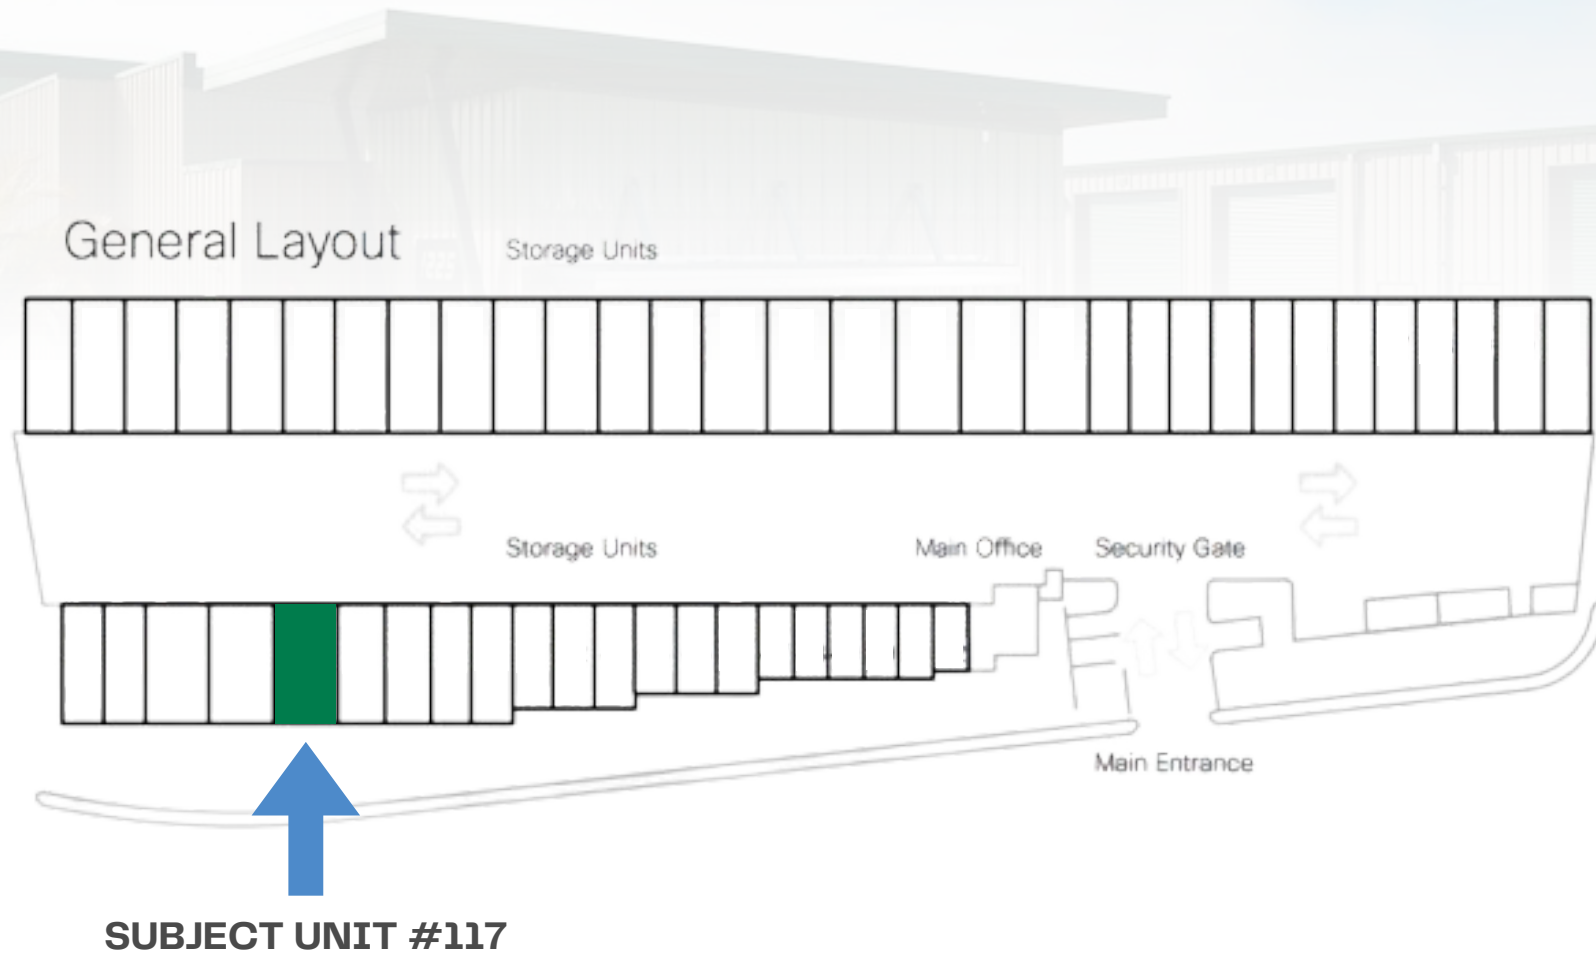 General Layout
Storage Units
Storage Units
Main Office
Security Gate
Main Entrance
SUBJECT UNIT #117